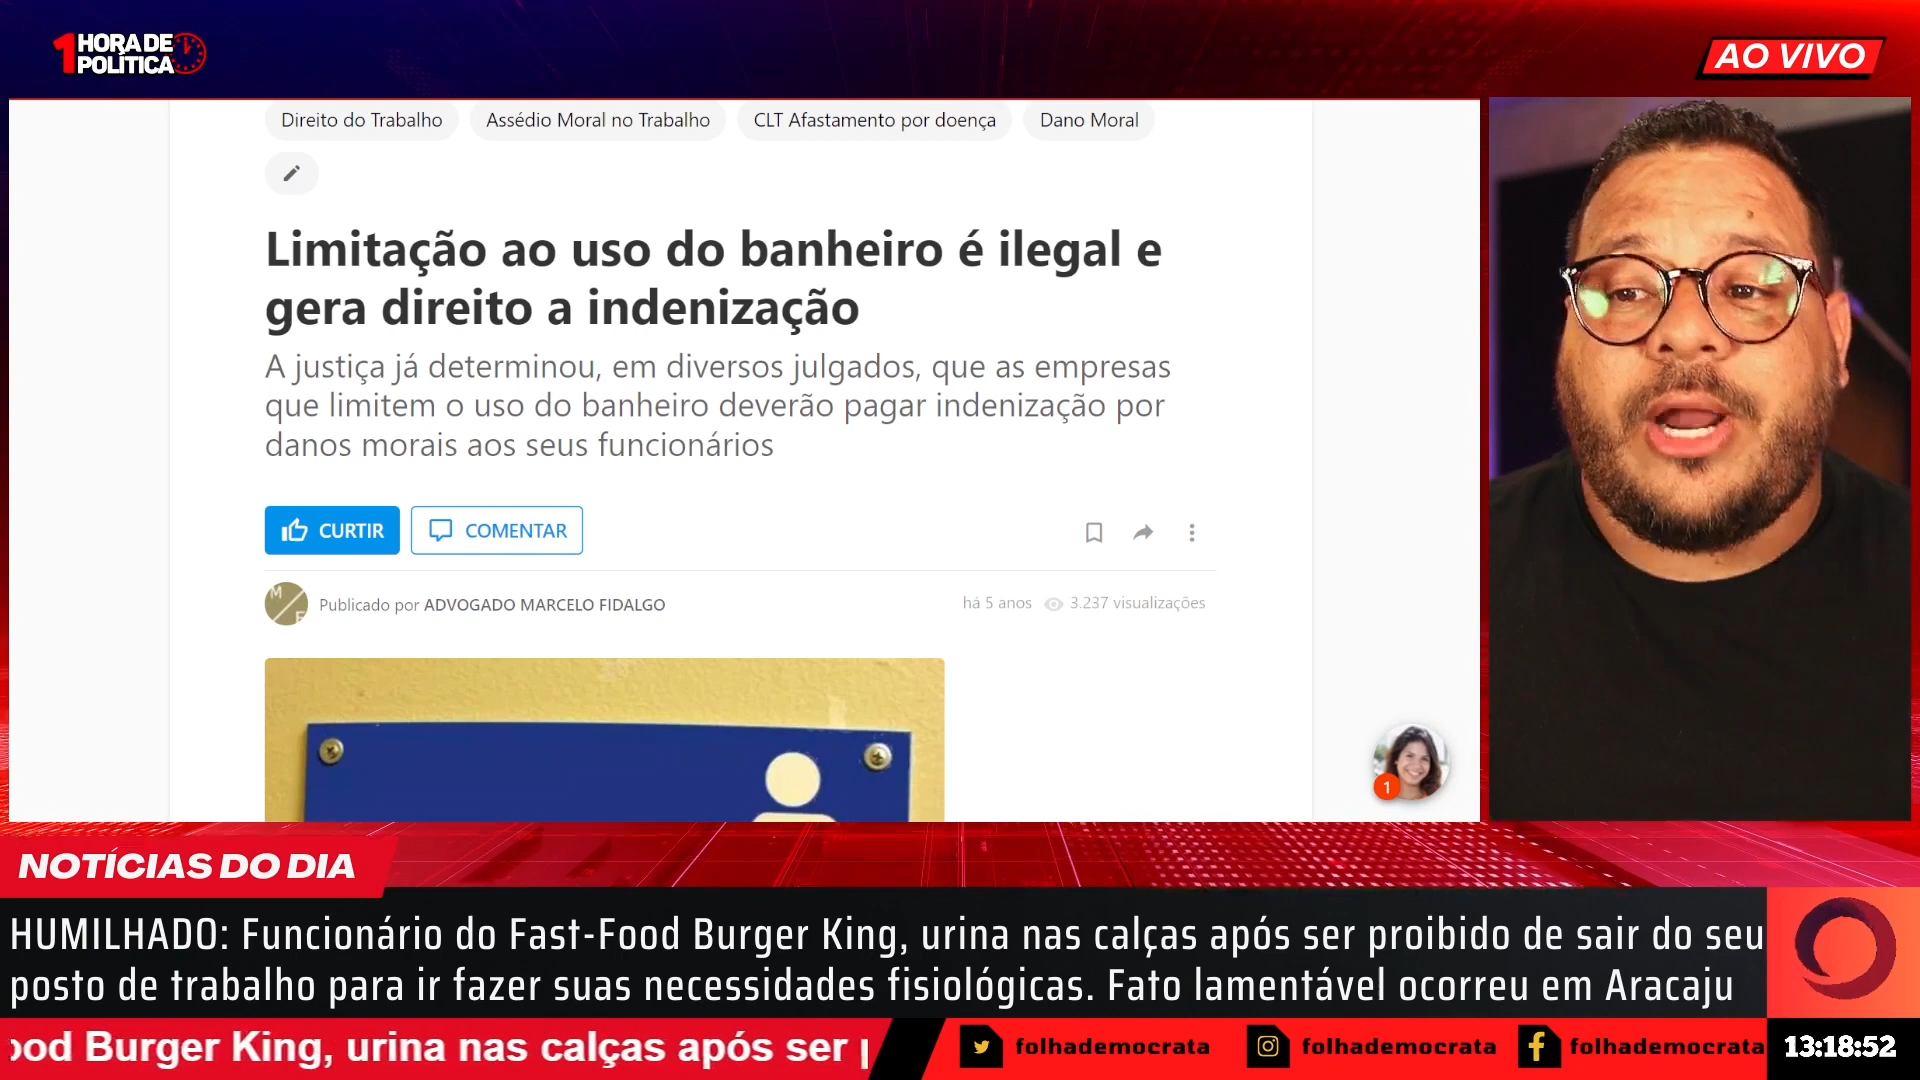 1 HORA DE
POLÍTICA
AO VIVO
Direito do Trabalho
Assédio Moral no Trabalho
CLT Afastamento por doença
Dano Moral
Limitação ao uso do banheiro é ilegal e
gera direito a indenização
A justiça já determinou, em diversos julgados, que as empresas
que limitem o uso do banheiro deverão pagar indenização por
danos morais aos seus funcionários
CURTIR
COMENTAR
M
F
Publicado por ADVOGADO MARCELO FIDALGO
há 5 anos
3.237 visualizações
1
NOTÍCIAS DO DIA
HUMILHADO: Funcionário do Fast-Food Burger King, urina nas calças após ser proibido de sair do seu
posto de trabalho para ir fazer suas necessidades fisiológicas. Fato lamentável ocorreu em Aracaju
ood Burger King, urina nas calças após ser
folhademocrata
folhademocrata
folhademocrata
13:18:52